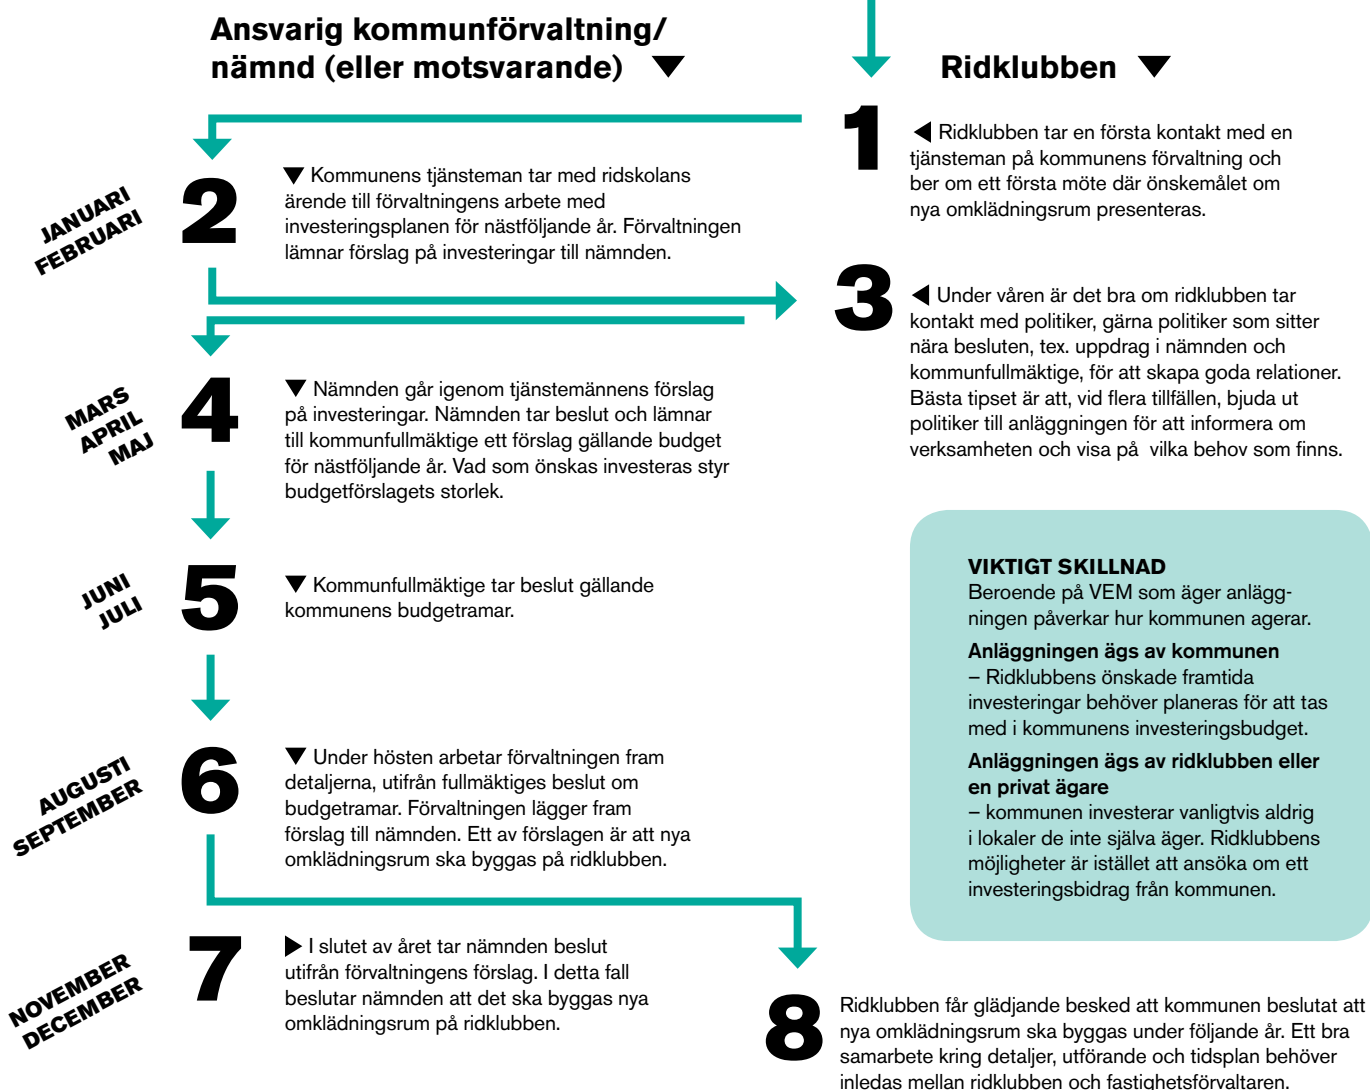 Ansvarig kommunförvaltning/
nämnd (eller motsvarande)
Ridklubben
1
Ridklubben tar en första kontakt med en
tjänsteman på kommunens förvaltning och
ber om ett första möte där önskemålet om
nya omklädningsrum presenteras.
JANUARI
FEBRUARI
2
Kommunens tjänsteman tar med ridskolans
ärende till förvaltningens arbete med
investeringsplanen för nästföljande år. Förvaltningen
lämnar förslag på investeringar till nämnden.
3
Under våren är det bra om ridklubben tar
kontakt med politiker, gärna politiker som sitter
nära besluten, tex. uppdrag i nämnden och
kommunfullmäktige, för att skapa goda relationer.
Bästa tipset är att, vid flera tillfällen, bjuda ut
politiker till anläggningen för att informera om
verksamheten och visa på vilka behov som finns.
MARS
APRIL
MAJ
4
Nämnden går igenom tjänstemännens förslag
på investeringar. Nämnden tar beslut och lämnar
till kommunfullmäktige ett förslag gällande budget
för nästföljande år. Vad som önskas investeras styr
budgetförslagets storlek.
JUNI
JULI
5
Kommunfullmäktige tar beslut gällande
kommunens budgetramar.
VIKTIGT SKILLNAD
Beroende på VEM som äger anlägg-
ningen påverkar hur kommunen agerar.
Anläggningen ägs av kommunen
– Ridklubbens önskade framtida
investeringar behöver planeras för att tas
med i kommunens investeringsbudget.
Anläggningen ägs av ridklubben eller
en privat ägare
– kommunen investerar vanligtvis aldrig
i lokaler de inte själva äger. Ridklubbens
möjligheter är istället att ansöka om ett
investeringsbidrag från kommunen.
AUGUSTI
SEPTEMBER
6
Under hösten arbetar förvaltningen fram
detaljerna, utifrån fullmäktiges beslut om
budgetramar. Förvaltningen lägger fram
förslag till nämnden. Ett av förslagen är att nya
omklädningsrum ska byggas på ridklubben.
NOVEMBER
DECEMBER
7
I slutet av året tar nämnden beslut
utifrån förvaltningens förslag. I detta fall
beslutar nämnden att det ska byggas nya
omklädningsrum på ridklubben.
8
Ridklubben får glädjande besked att kommunen beslutat att
nya omklädningsrum ska byggas under följande år. Ett bra
samarbete kring detaljer, utförande och tidsplan behöver
inledas mellan ridklubben och fastighetsförvaltaren.